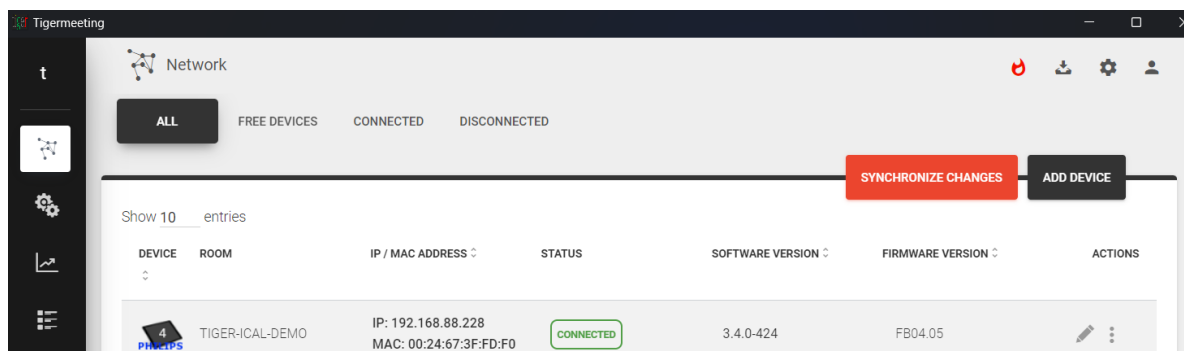 Tigermeeting
t
Network
ALL FREE DEVICES CONNECTED DISCONNECTED
SYNCHRONIZE CHANGES ADD DEVICE
Show 10 entries
DEVICE ROOM IP / MAC ADDRESS STATUS SOFTWARE VERSION FIRMWARE VERSION ACTIONS
4
PHILIPS
TIGER-ICAL-DEMO
IP: 192.168.88.228
MAC: 00:24:67:3F:FD:F0
CONNECTED
3.4.0-424
FB04.05